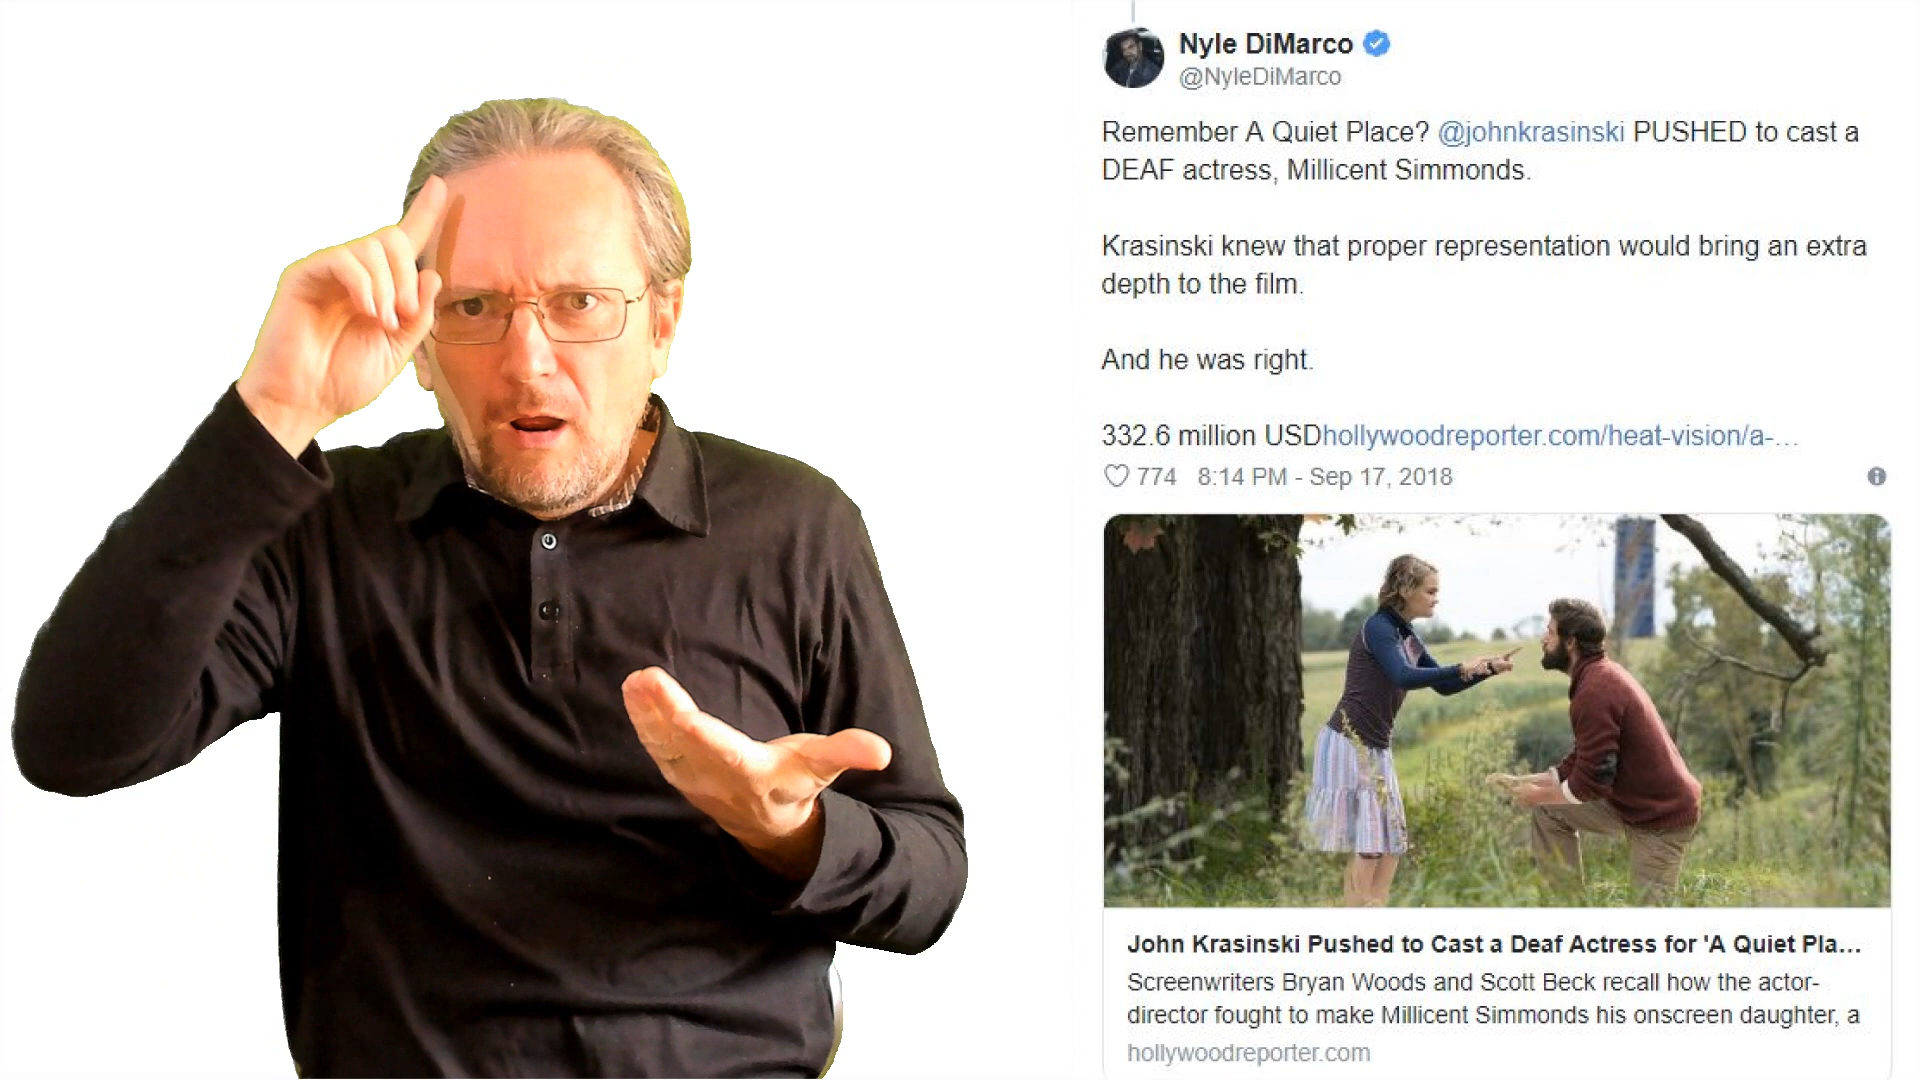 Nyle DiMarco
@NyleDiMarco
Remember A Quiet Place? @johnkrasinski PUSHED to cast a
DEAF actress, Millicent Simmonds.
Krasinski knew that proper representation would bring an extra
depth to the film.
And he was right.
332.6 million USDhollywoodreporter.com/heat-vision/a-…
774 8:14 PM - Sep 17, 2018
John Krasinski Pushed to Cast a Deaf Actress for 'A Quiet Pla…
Screenwriters Bryan Woods and Scott Beck recall how the actor-
director fought to make Millicent Simmonds his onscreen daughter, a
hollywoodreporter.com